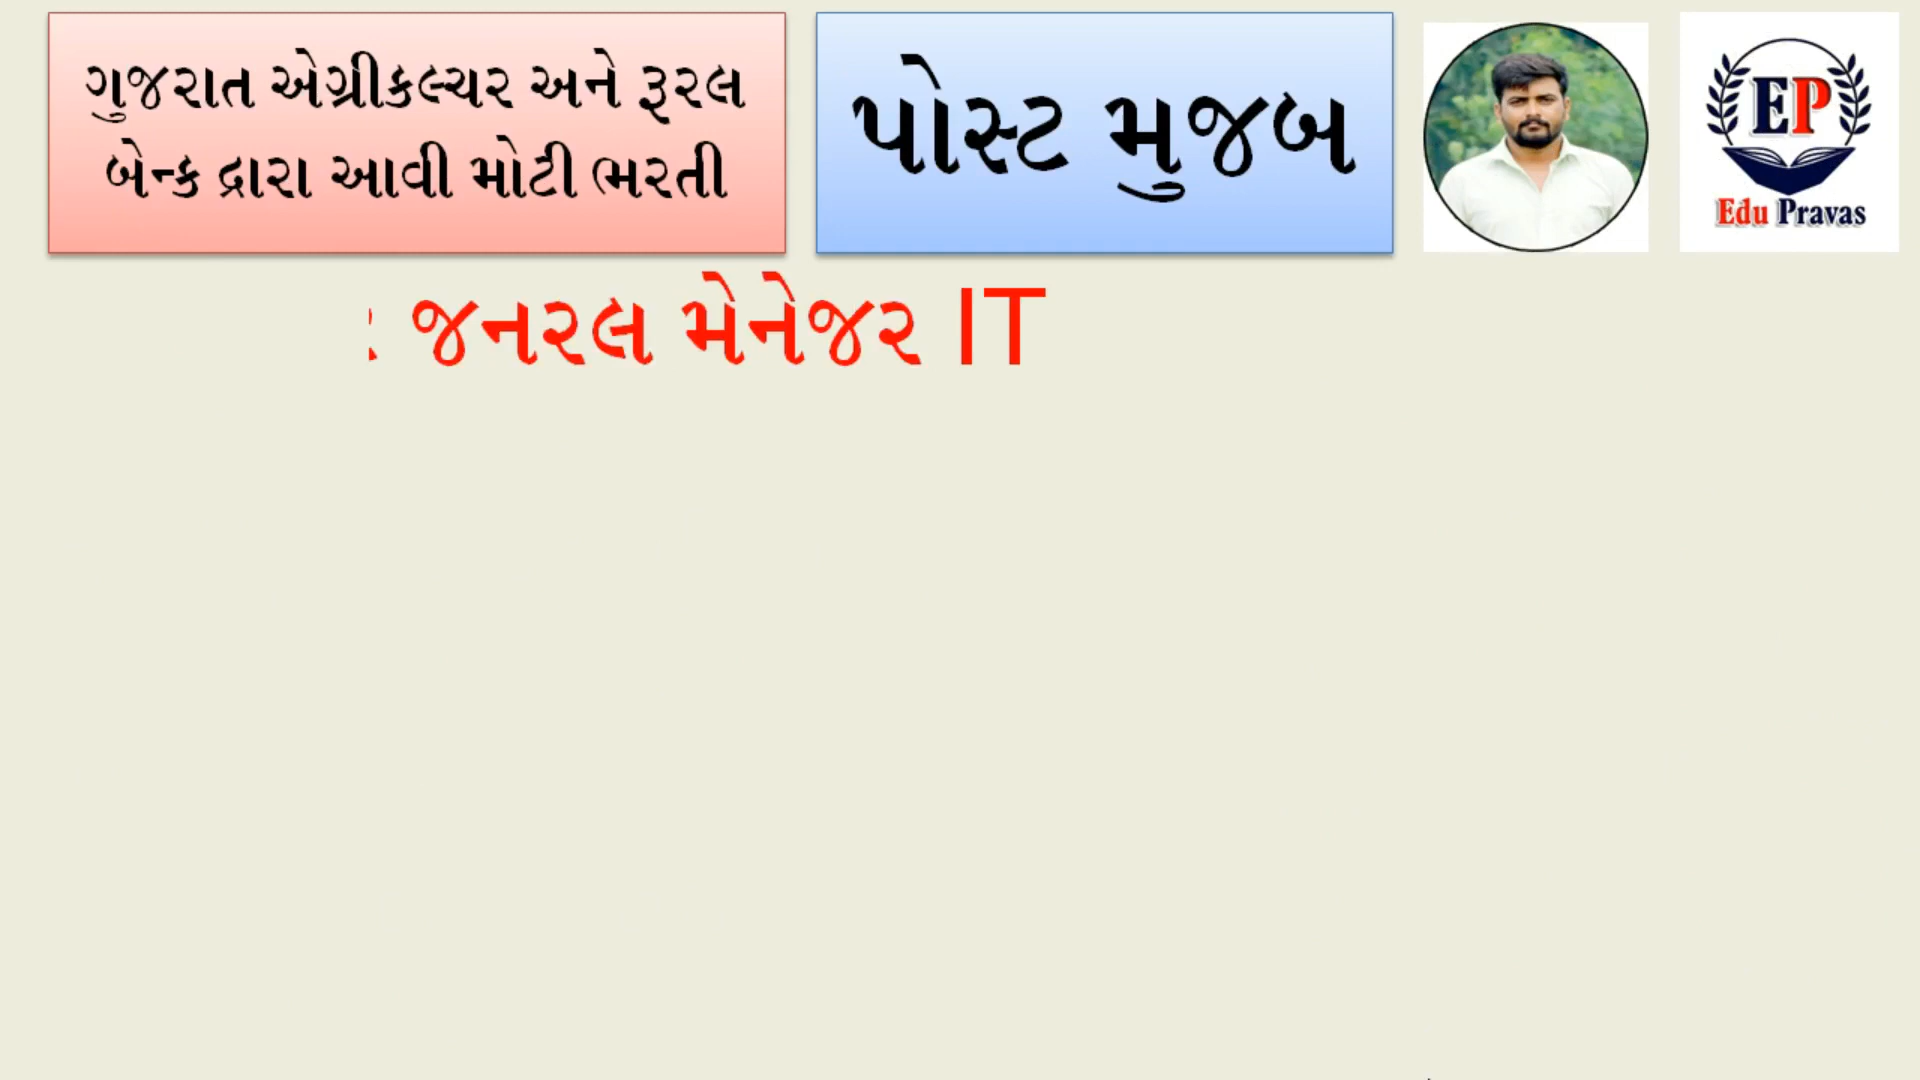 ગુજરાત એગ્રીકલ્ચર અને રૂરલ
બેન્ક દ્વારા આવી મોટી ભરતી
પોસ્ટ મુજબ
EP
Edu Pravas
જનરલ મેનેજર IT